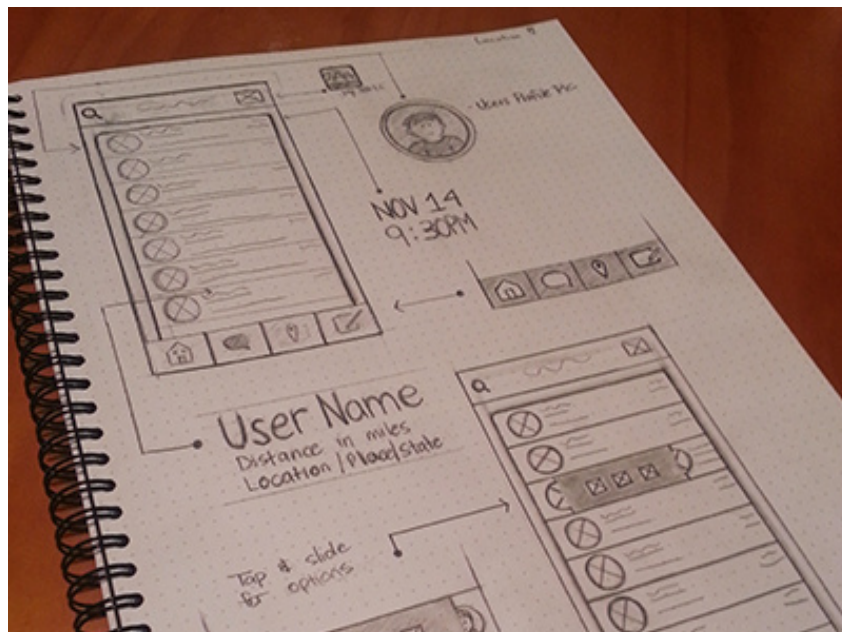 Location
Users Profile Pic
NOV 14
9:30PM
User Name
Distance in miles
Location/Place/State
Tap & slide
for options